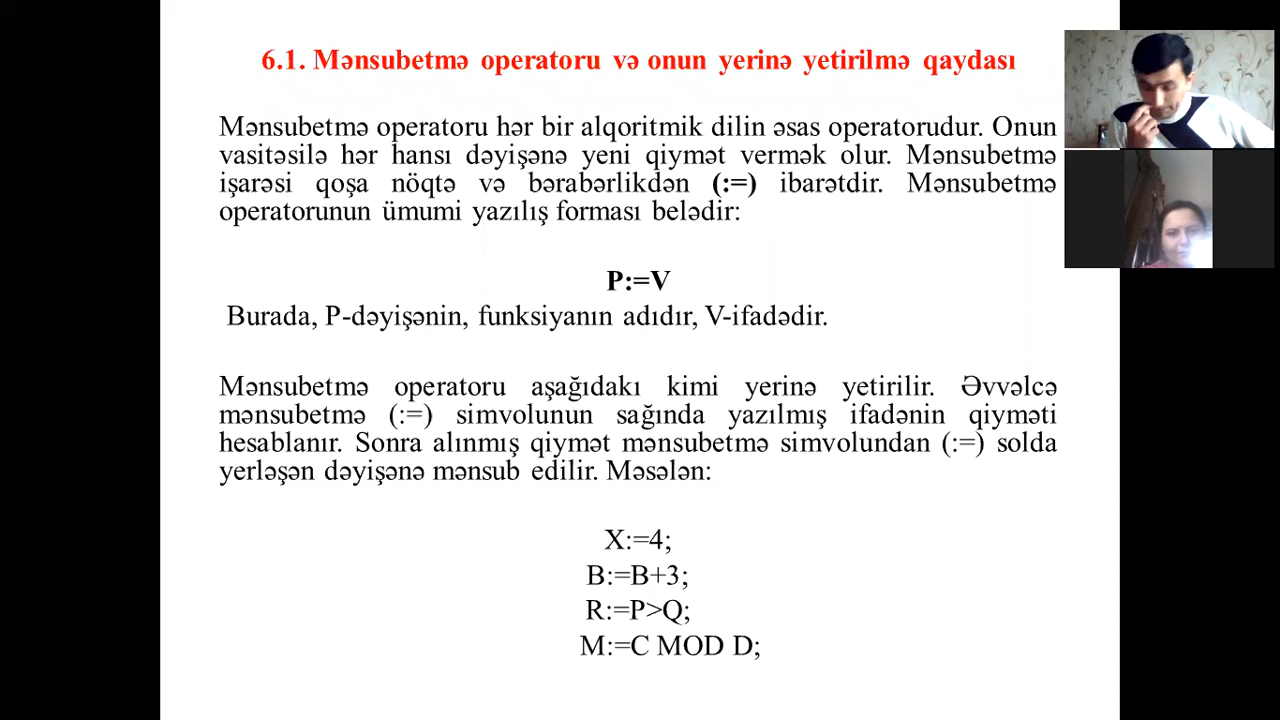 6.1. Mənsubetmə operatoru və onun yerinə yetirilmə qaydası
Mənsubetmə operatoru hər bir alqoritmik dilin əsas operatorudur. Onun
vasitəsilə hər hansı dəyişənə yeni qiymət vermək olur. Mənsubetmə
işarəsi qoşa nöqtə və bərabərlikdən (:=) ibarətdir. Mənsubetmə
operatorunun ümumi yazılış forması belədir:
P:=V
Burada, P-dəyişənin, funksiyanın adıdır, V-ifadədir.
Mənsubetmə operatoru aşağıdakı kimi yerinə yetirilir. Əvvəlcə
mənsubetmə (:=) simvolunun sağında yazılmış ifadənin qiyməti
hesablanır. Sonra alınmış qiymət mənsubetmə simvolundan (:=) solda
yerləşən dəyişənə mənsub edilir. Məsələn:
X:=4;
B:=B+3;
R:=P>Q;
M:=C MOD D;